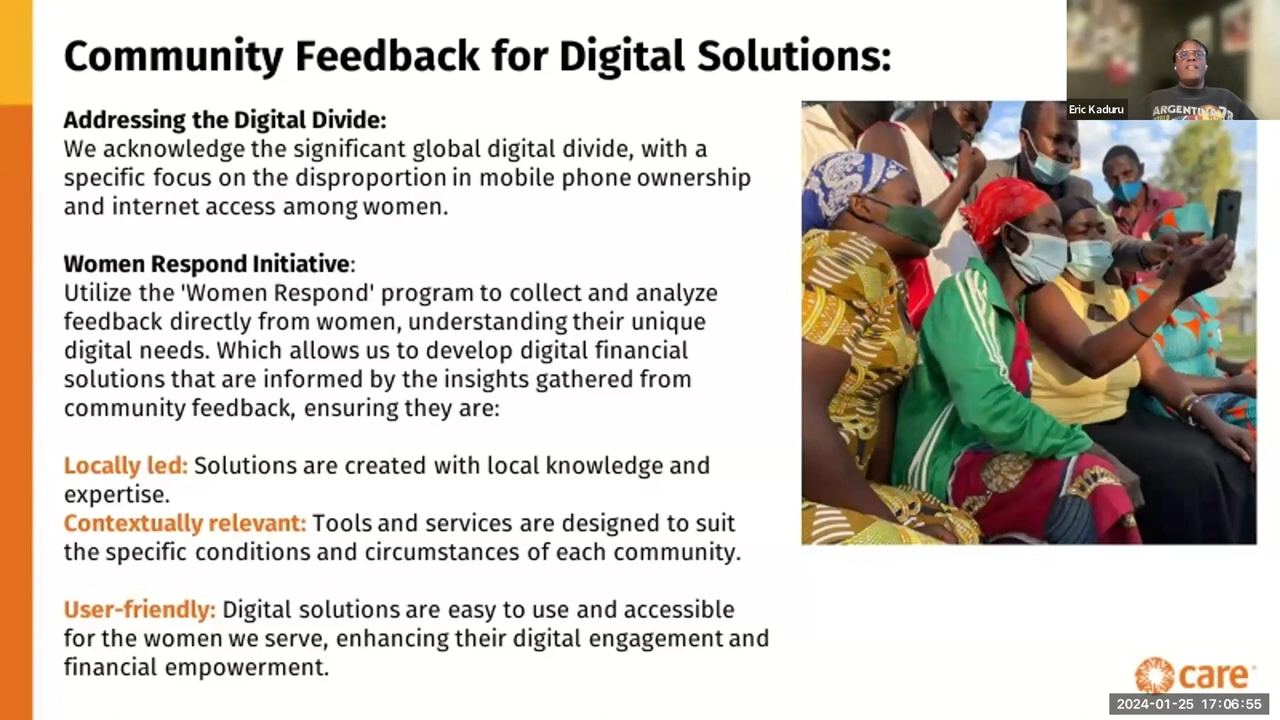 Community Feedback for Digital Solutions:
Eric Kaduru
ARGENTINA
Addressing the Digital Divide:
We acknowledge the significant global digital divide, with a
specific focus on the disproportion in mobile phone ownership
and internet access among women.
Women Respond Initiative:
Utilize the 'Women Respond' program to collect and analyze
feedback directly from women, understanding their unique
digital needs. Which allows us to develop digital financial
solutions that are informed by the insights gathered from
community feedback, ensuring they are:
Locally led: Solutions are created with local knowledge and
expertise.
Contextually relevant: Tools and services are designed to suit
the specific conditions and circumstances of each community.
User-friendly: Digital solutions are easy to use and accessible
for the women we serve, enhancing their digital engagement and
financial empowerment.
care
2024-01-25 17:06:55